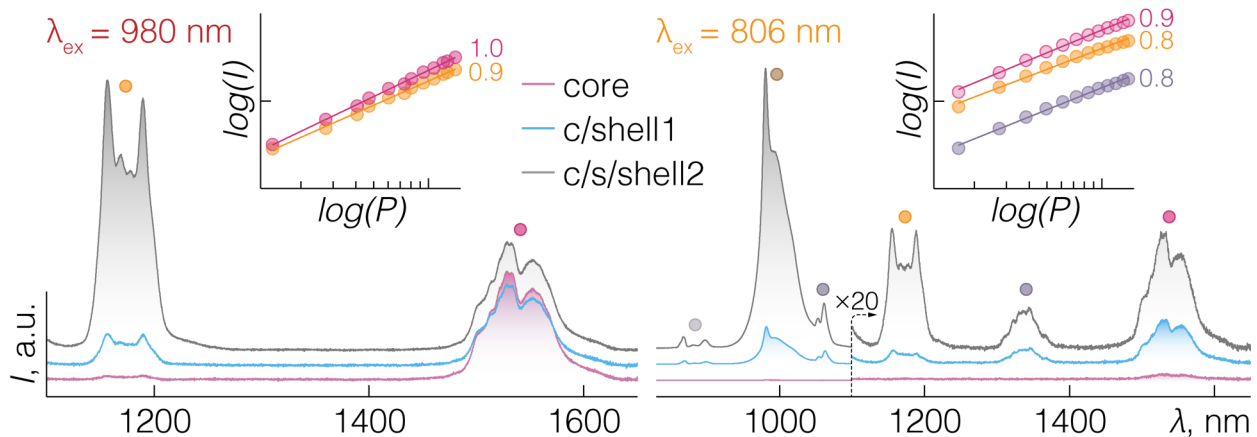 λex = 980 nm
log(I)
1.0
0.9
log(P)
core
c/shell1
c/s/shell2
λex = 806 nm
log(I)
0.9
0.8
0.8
log(P)
×20
I, a.u.
1200
1400
1600
1000
1200
1400
λ, nm